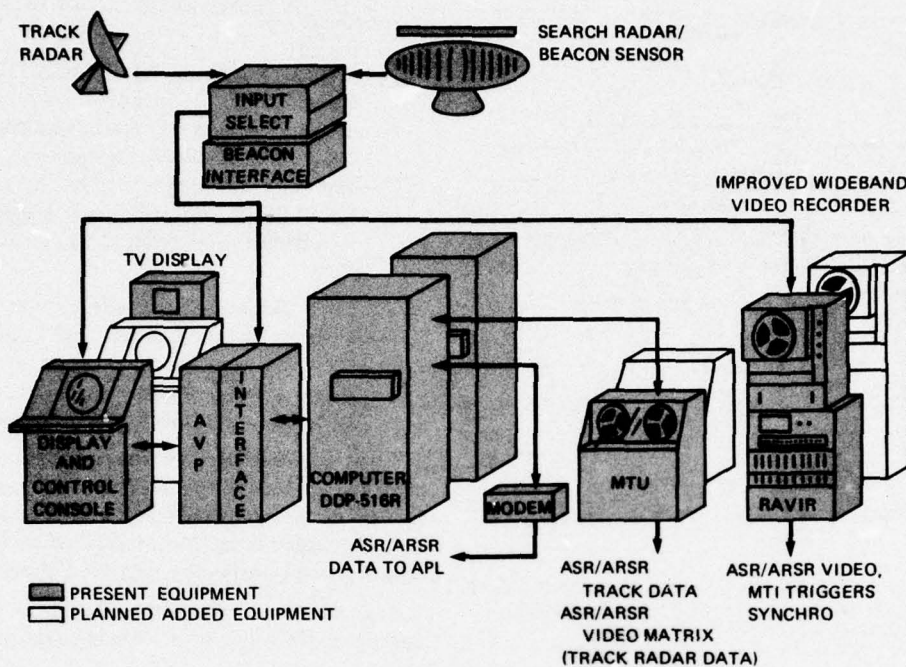 TRACK
RADAR
SEARCH RADAR/
BEACON SENSOR
INPUT
SELECT
BEACON
INTERFACE
IMPROVED WIDEBAND
VIDEO RECORDER
TV DISPLAY
DISPLAY
AND
CONTROL
CONSOLE
AVP
INTERFACE
COMPUTER
DDP-516R
MODEM
MTU
RAVIR
ASR/ARSR
DATA TO APL
ASR/ARSR
TRACK DATA
ASR/ARSR
VIDEO MATRIX
(TRACK RADAR DATA)
ASR/ARSR VIDEO,
MTI TRIGGERS
SYNCHRO
PRESENT EQUIPMENT
PLANNED ADDED EQUIPMENT